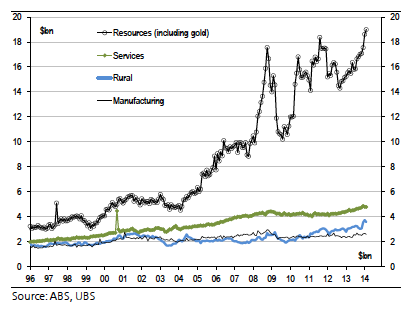 20 20
$bn
Resources (including gold)
18 18
Services
16 16
Rural
14 14
Manufacturing
12 12
10 10
8 8
6 6
4 4
2 2
$bn
0 0
96 97 98 99 00 01 02 03 04 05 06 07 08 09 10 11 12 13 14
Source: ABS, UBS